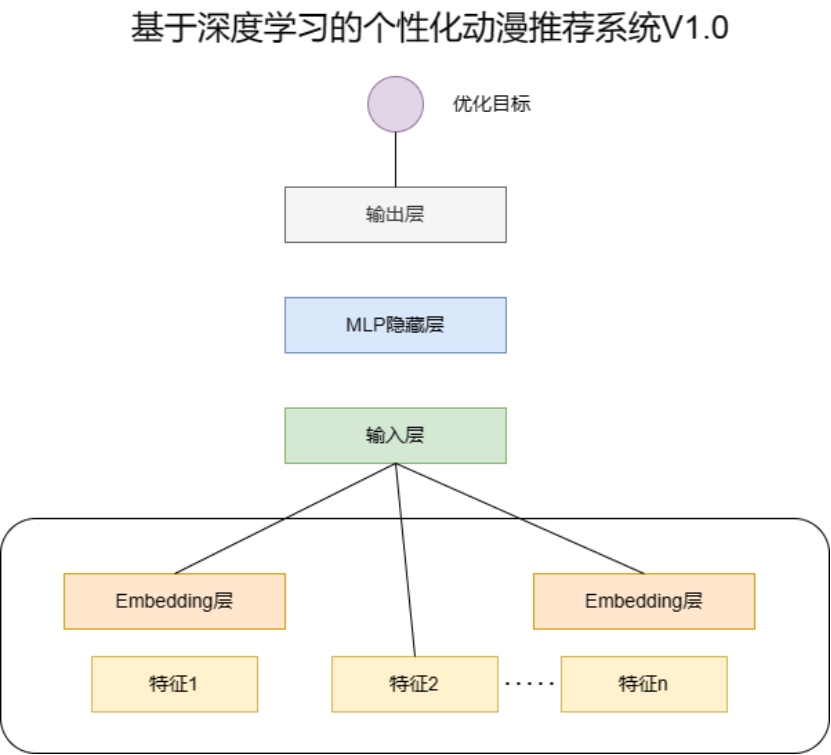 基于深度学习的个性化动漫推荐系统V1.0
优化目标
输出层
MLP隐藏层
输入层
Embedding层
Embedding层
特征1
特征2
······
特征n